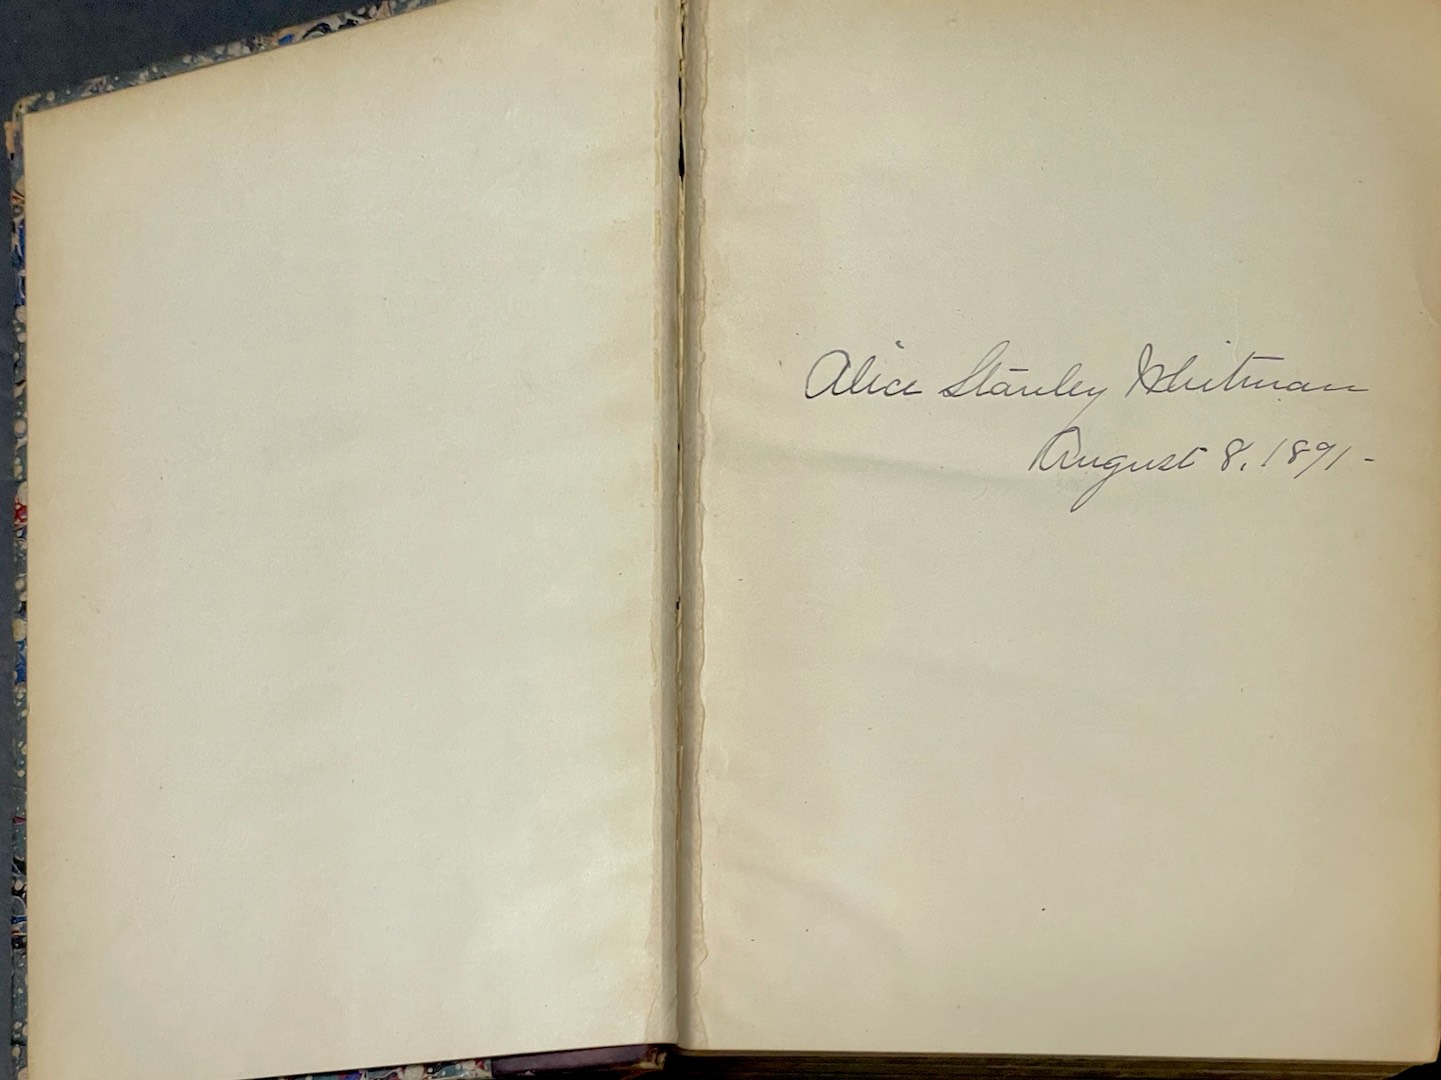 Alice Stanley Whitman
August 8, 1891-